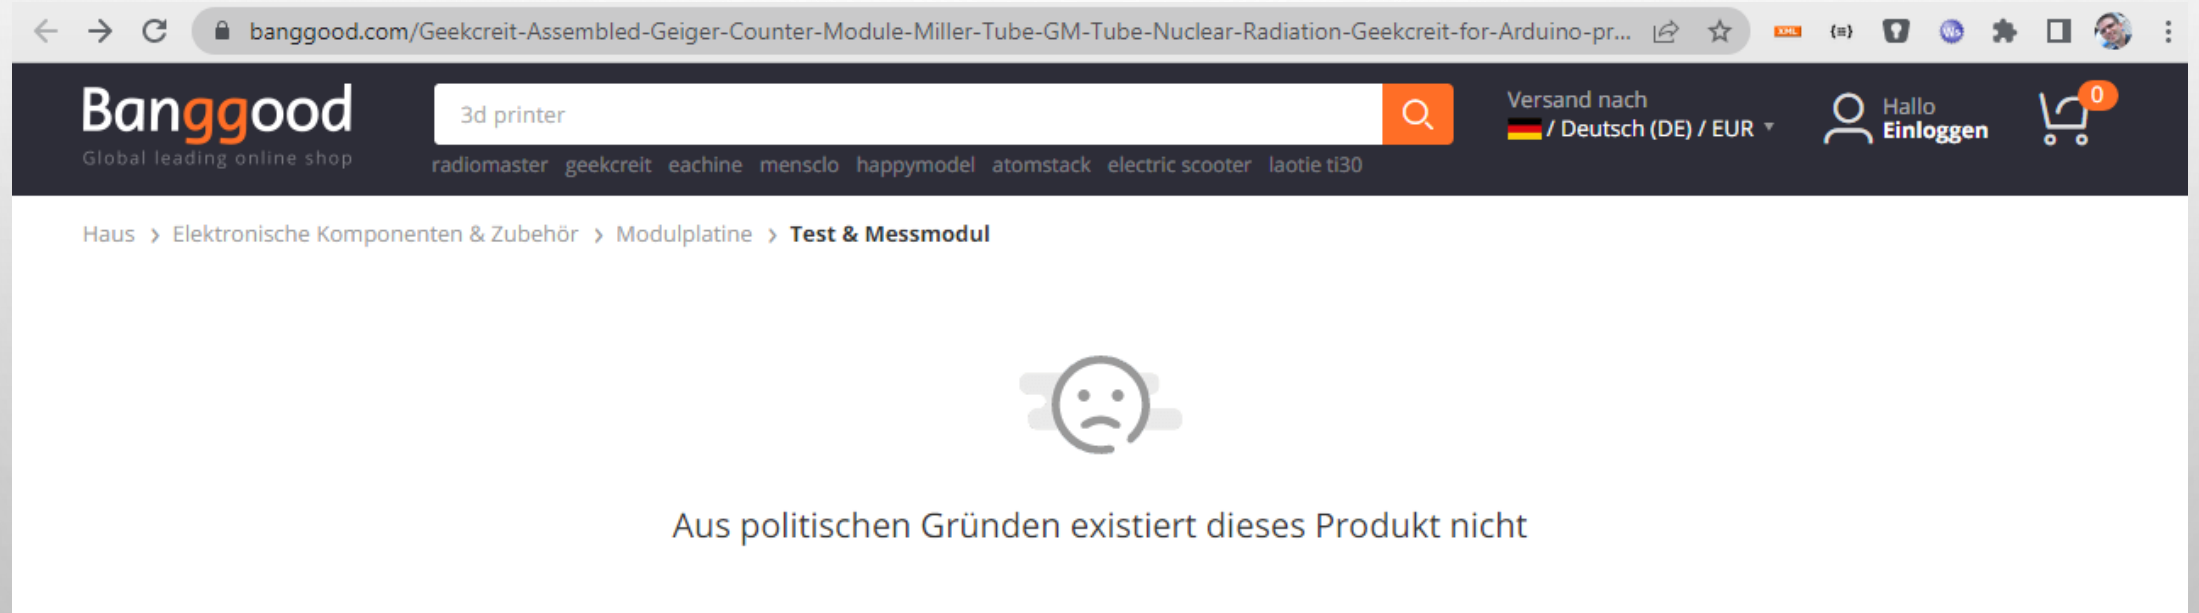 banggood.com/Geekcreit-Assembled-Geiger-Counter-Module-Miller-Tube-GM-Tube-Nuclear-Radiation-Geekcreit-for-Arduino-pr...
XML
{≡}
Ws
Banggood
Global leading online shop
3d printer
radiomaster geekcreit eachine mensclo happymodel atomstack electric scooter laotie ti30
Versand nach
/ Deutsch (DE) / EUR
Hallo
Einloggen
0
Haus > Elektronische Komponenten & Zubehör > Modulplatine > Test & Messmodul
Aus politischen Gründen existiert dieses Produkt nicht